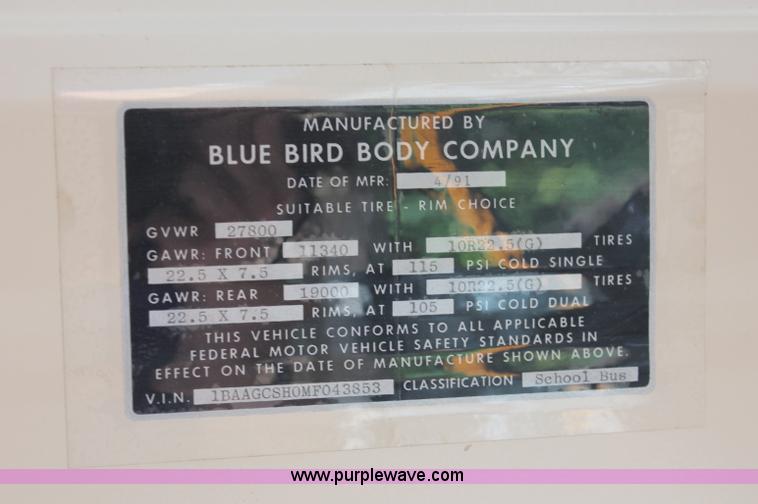 MANUFACTURED BY
BLUE BIRD BODY COMPANY
DATE OF MFR: 4/91
SUITABLE TIRE - RIM CHOICE
GVWR 27800
GAWR: FRONT 11340 WITH 10R22.5(G) TIRES
22.5 X 7.5 RIMS, AT 115 PSI COLD SINGLE
GAWR: REAR 19000 WITH 10R22.5(G) TIRES
22.5 X 7.5 RIMS, AT 105 PSI COLD DUAL
THIS VEHICLE CONFORMS TO ALL APPLICABLE
FEDERAL MOTOR VEHICLE SAFETY STANDARDS IN
EFFECT ON THE DATE OF MANUFACTURE SHOWN ABOVE.
V.I.N. 1BAAGCSH0MF043853 CLASSIFICATION School Bus
www.purplewave.com